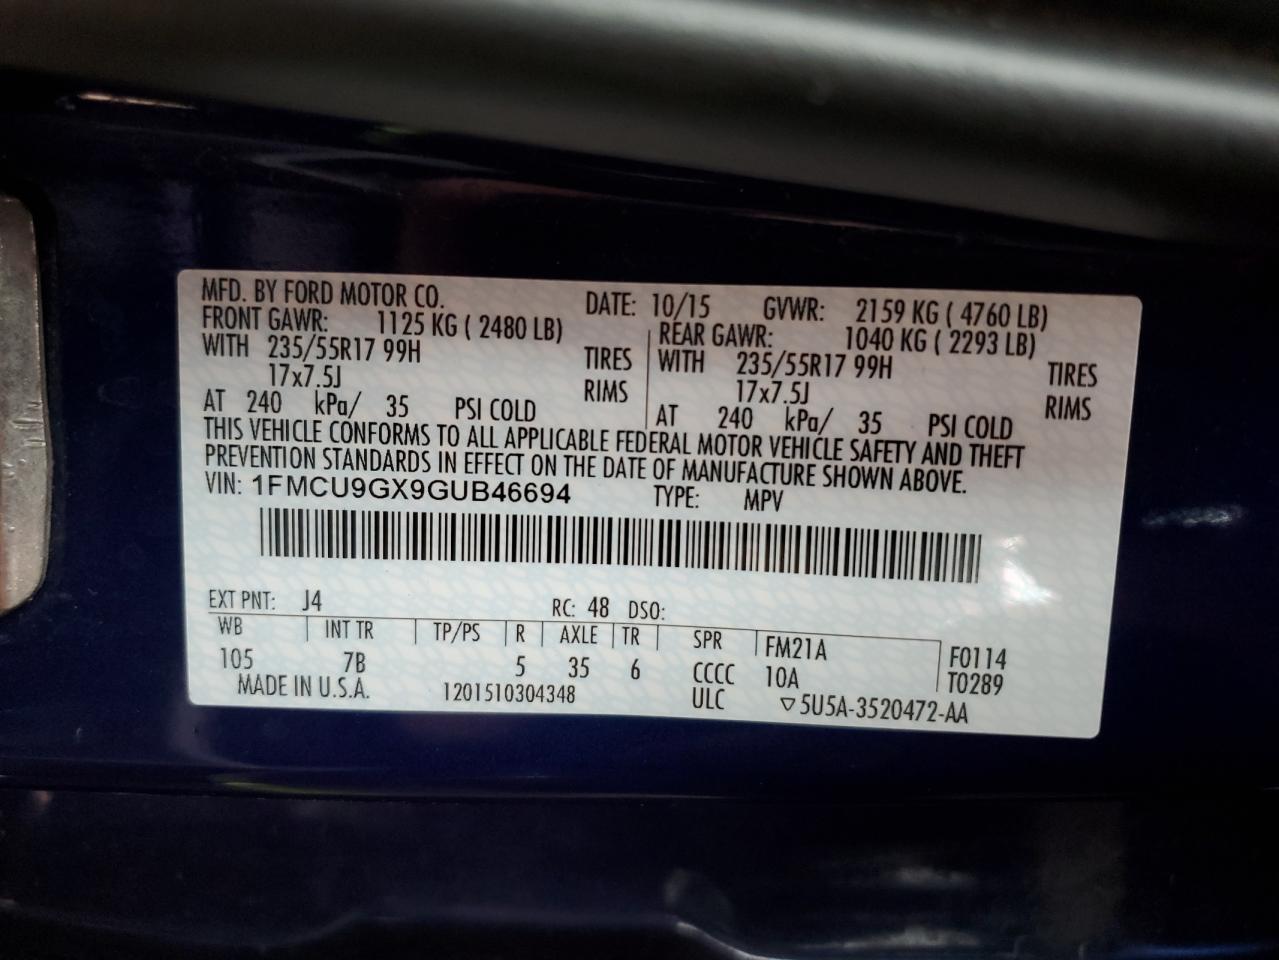 MFD. BY FORD MOTOR CO. DATE: 10/15 GVWR: 2159 KG ( 4760 LB)
FRONT GAWR: 1125 KG ( 2480 LB) REAR GAWR: 1040 KG ( 2293 LB)
WITH 235/55R17 99H TIRES WITH 235/55R17 99H TIRES
17x7.5J RIMS 17x7.5J RIMS
AT 240 kPa/ 35 PSI COLD AT 240 kPa/ 35 PSI COLD
THIS VEHICLE CONFORMS TO ALL APPLICABLE FEDERAL MOTOR VEHICLE SAFETY AND THEFT
PREVENTION STANDARDS IN EFFECT ON THE DATE OF MANUFACTURE SHOWN ABOVE.
VIN: 1FMCU9GX9GUB46694 TYPE: MPV
EXT PNT: J4 RC: 48 DSO:
WB INT TR TP/PS R AXLE TR SPR FM21A F0114
105 7B 5 35 6 CCCC 10A T0289
MADE IN U.S.A. 1201510304348 ULC ▽5U5A-3520472-AA